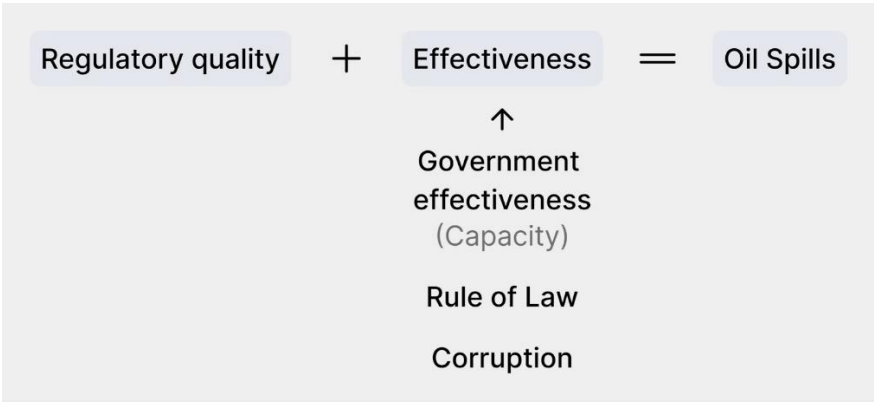 Regulatory quality + Effectiveness = Oil Spills
↑
Government
effectiveness
(Capacity)
Rule of Law
Corruption